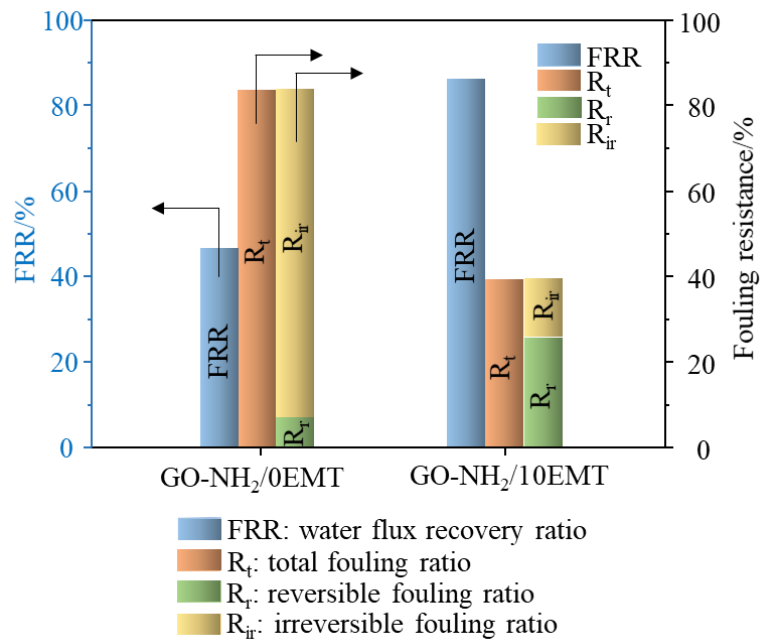 100
80
60
40
20
0
FRR/%
100
80
60
40
20
0
Fouling resistance/%
FRR
Rₜ
Rᵣ
Rᵢᵣ
FRR
Rₜ
Rᵢᵣ
Rᵣ
FRR
Rₜ
Rᵢᵣ
Rᵣ
GO-NH₂/0EMT
GO-NH₂/10EMT
FRR: water flux recovery ratio
Rₜ: total fouling ratio
Rᵣ: reversible fouling ratio
Rᵢᵣ: irreversible fouling ratio